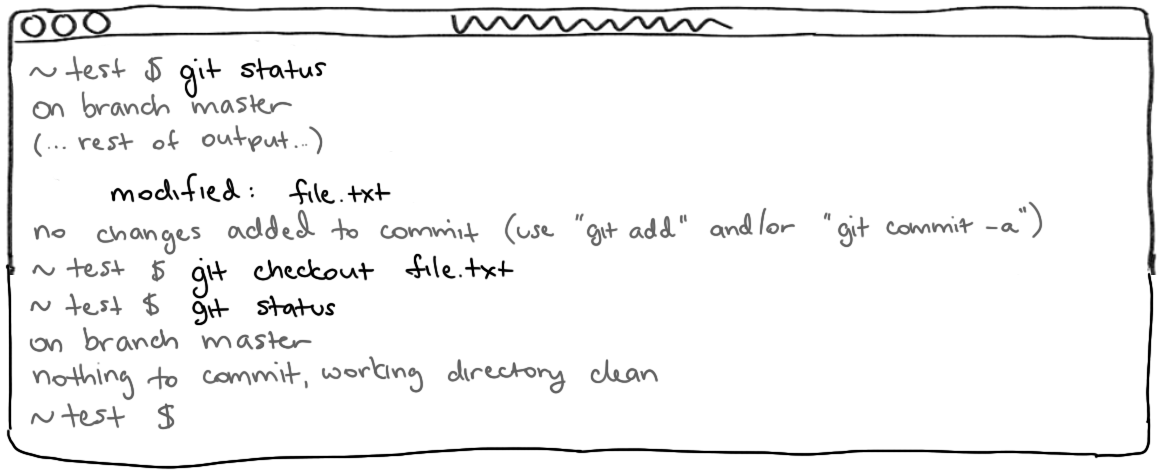 ~ test $ git status
on branch master
(... rest of output...)
modified: file.txt
no changes added to commit (use "git add" and/or "git commit -a")
~ test $ git checkout file.txt
~ test $ git status
on branch master
nothing to commit, working directory clean
~ test $